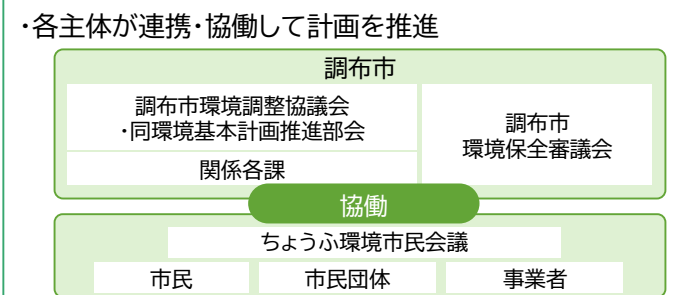 ・各主体が連携・協働して計画を推進
調布市
調布市環境調整協議会
・同環境基本計画推進部会
関係各課
調布市
環境保全審議会
協働
ちょうふ環境市民会議
市民
市民団体
事業者